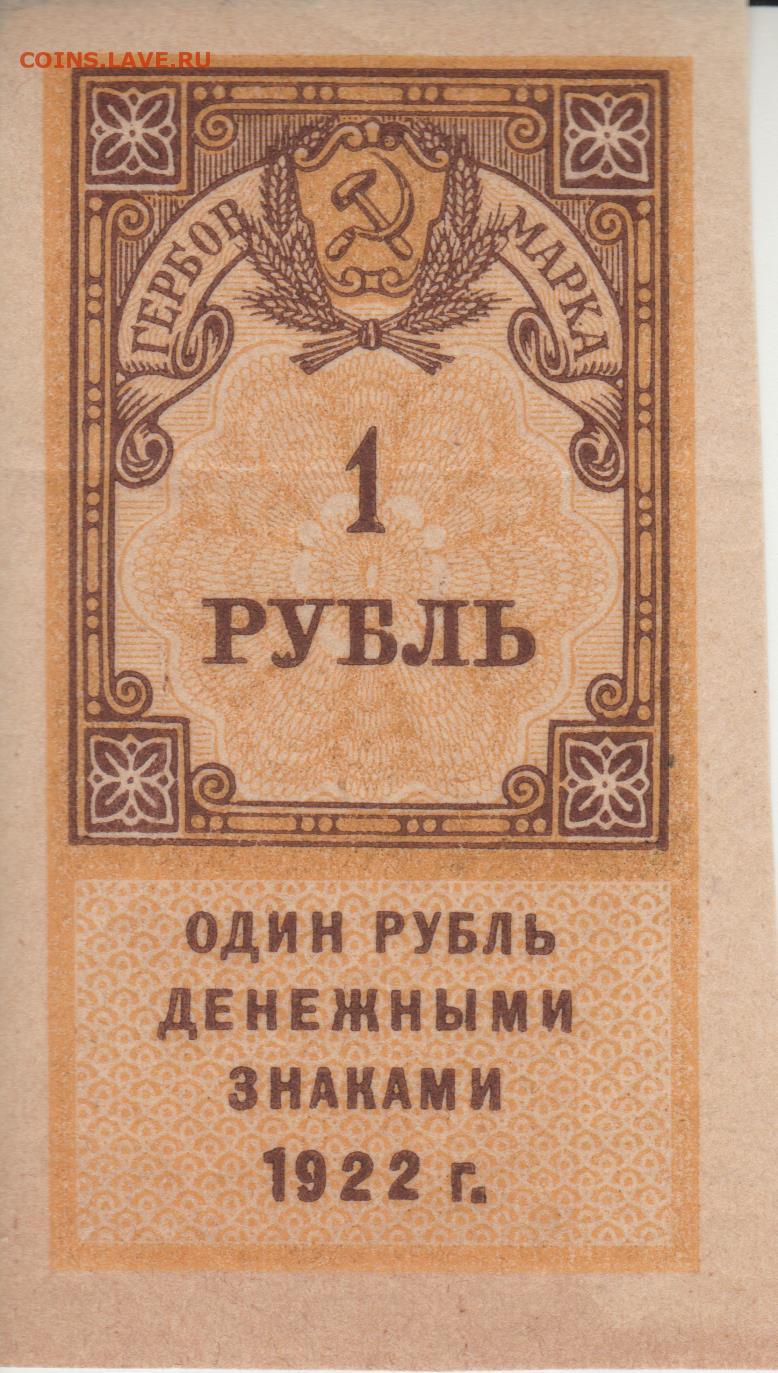 COINS.LAVE.RU
ГЕРБОВ МАРКА
1
РУБЛЬ
ОДИН РУБЛЬ
ДЕНЕЖНЫМИ
ЗНАКАМИ
1922 г.